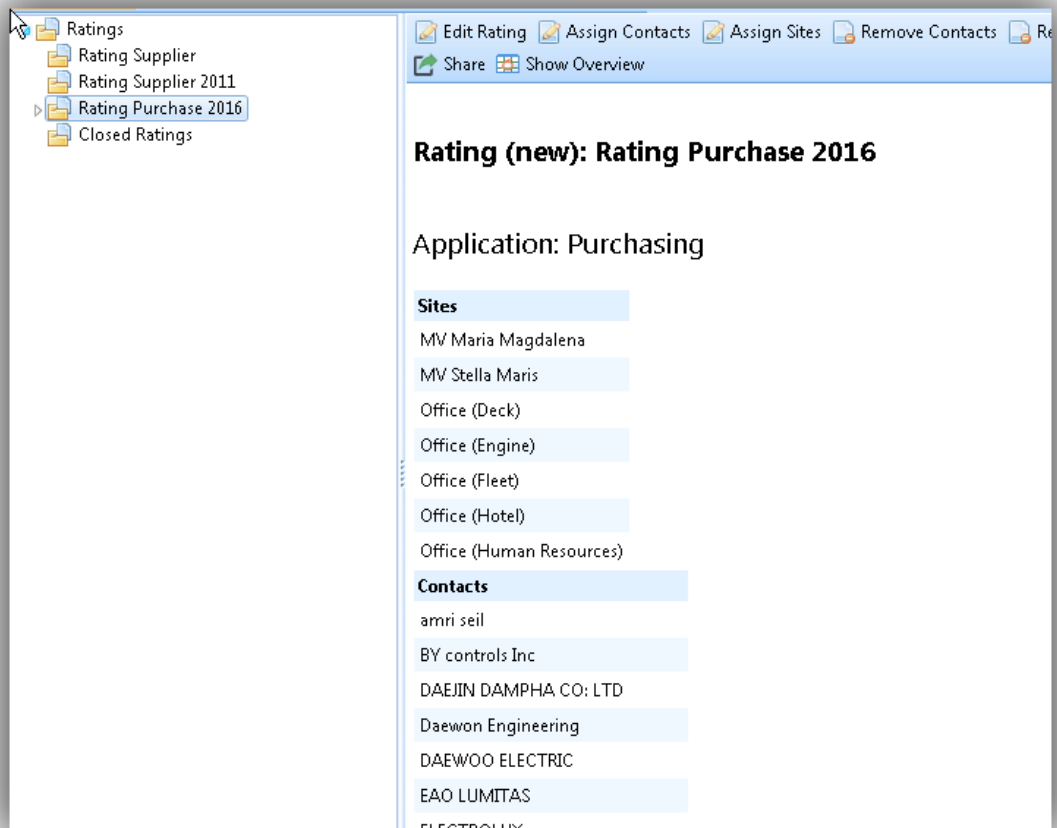 Ratings
Rating Supplier
Rating Supplier 2011
Rating Purchase 2016
Closed Ratings
Edit Rating Assign Contacts Assign Sites Remove Contacts
Share Show Overview
Rating (new): Rating Purchase 2016
Application: Purchasing
Sites
MV Maria Magdalena
MV Stella Maris
Office (Deck)
Office (Engine)
Office (Fleet)
Office (Hotel)
Office (Human Resources)
Contacts
amri seil
BY controls Inc
DAEJIN DAMPHA CO: LTD
Daewon Engineering
DAEWOO ELECTRIC
EAO LUMITAS